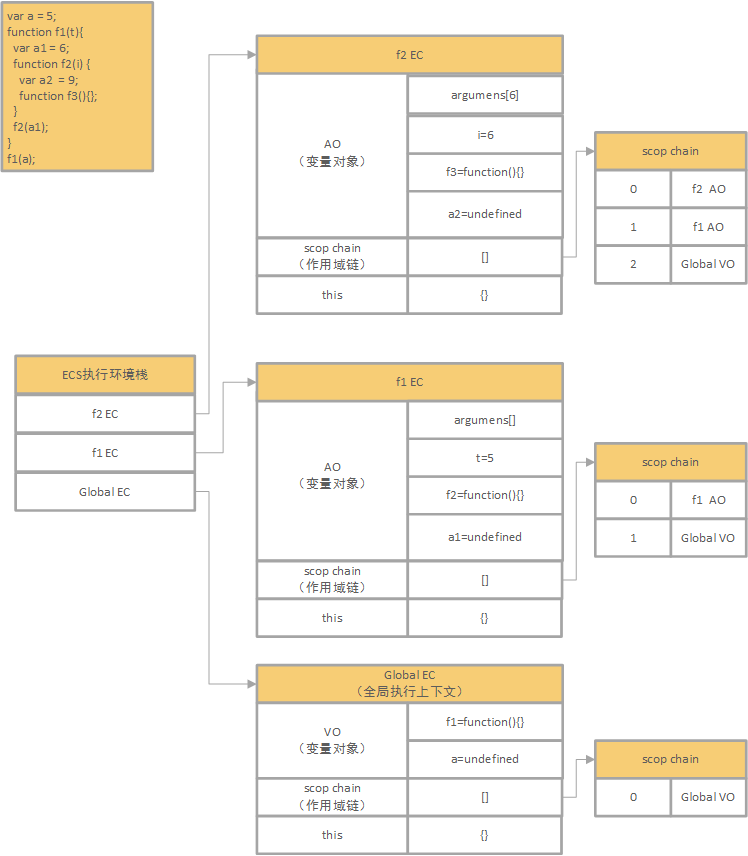 var a = 5;
function f1(t){
var a1 = 6;
function f2(i) {
var a2 = 9;
function f3(){};
}
f2(a1);
}
f1(a);
f2 EC
AO
（变量对象）
argumens[6]
i=6
f3=function(){}
a2=undefined
scop chain
（作用域链）
[]
this
{}
scop chain
0
f2 AO
1
f1 AO
2
Global VO
ECS执行环境栈
f2 EC
f1 EC
Global EC
f1 EC
AO
（变量对象）
argumens[]
t=5
f2=function(){}
a1=undefined
scop chain
（作用域链）
[]
this
{}
scop chain
0
f1 AO
1
Global VO
Global EC
（全局执行上下文）
VO
（变量对象）
f1=function(){}
a=undefined
scop chain
（作用域链）
[]
this
{}
scop chain
0
Global VO